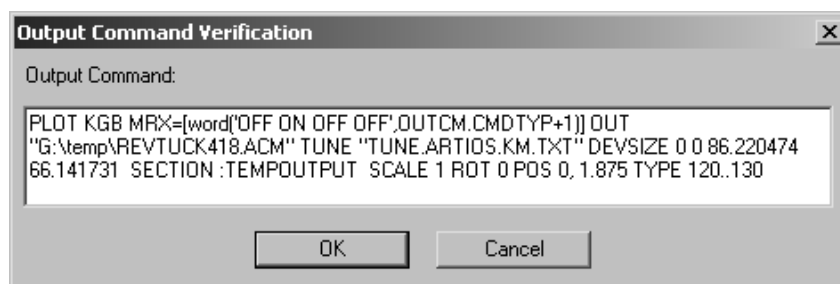 Output Command Verification
Output Command:
PLOT KGB MRX=[word('OFF ON OFF OFF',OUTCM.CMDTYP+1)] OUT
"G:\temp\REVTUCK418.ACM" TUNE "TUNE.ARTIOS.KM.TXT" DEVSIZE 0 0 86.220474
66.141731  SECTION :TEMPOUTPUT  SCALE 1 ROT 0 POS 0, 1.875 TYPE 120..130
OK
Cancel